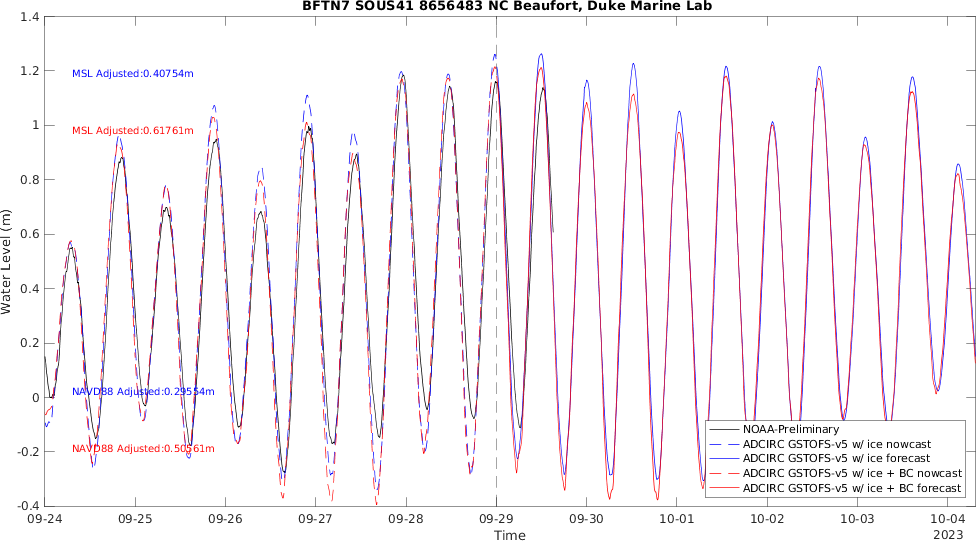 BFTN7 SOUS41 8656483 NC Beaufort, Duke Marine Lab
1.4
1.2
1
0.8
0.6
0.4
0.2
0
-0.2
-0.4
Water Level (m)
MSL Adjusted:0.40754m
MSL Adjusted:0.61761m
NAVD88 Adjusted:0.29554m
NAVD88 Adjusted:0.50561m
NOAA-Preliminary
ADCIRC GSTOFS-v5 w/ ice nowcast
ADCIRC GSTOFS-v5 w/ ice forecast
ADCIRC GSTOFS-v5 w/ ice + BC nowcast
ADCIRC GSTOFS-v5 w/ ice + BC forecast
09-24 09-25 09-26 09-27 09-28 09-29 09-30 10-01 10-02 10-03 10-04
Time
2023